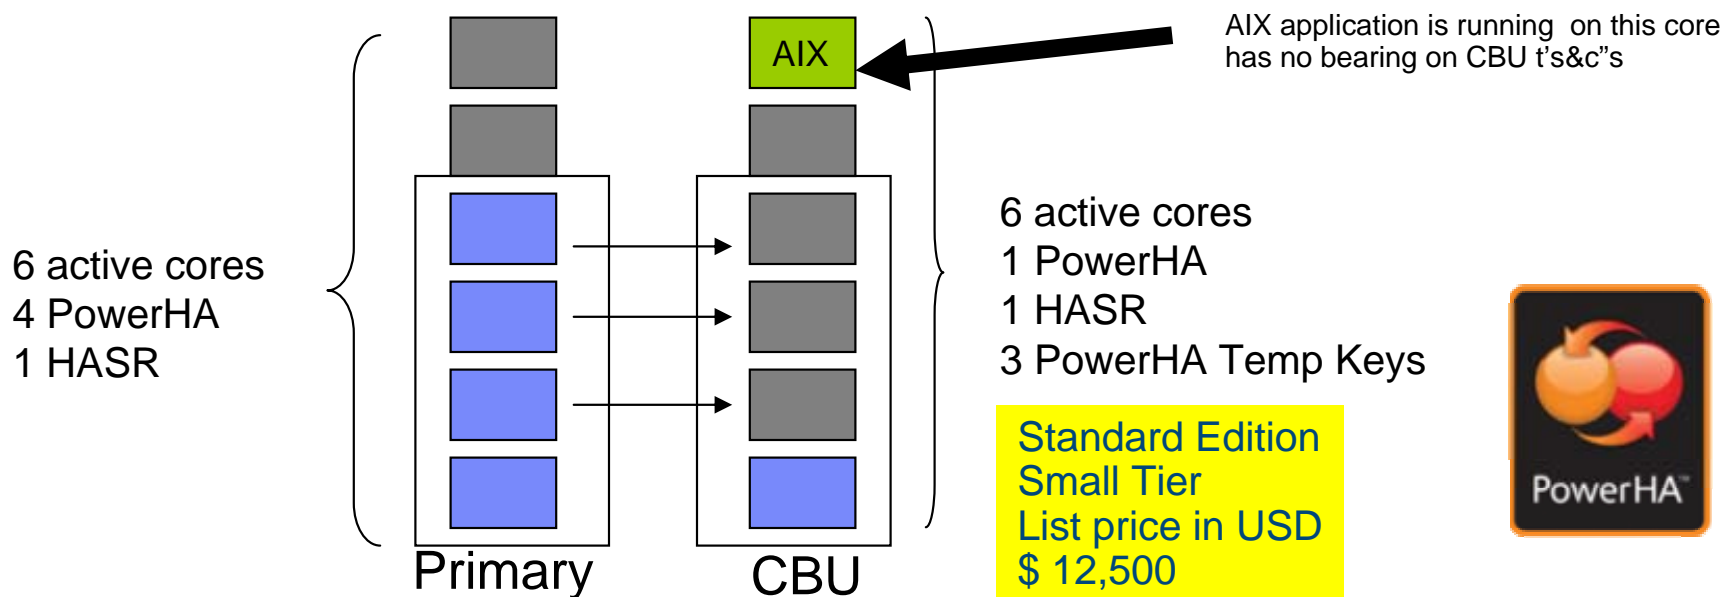 AIX application is running on this core
has no bearing on CBU t's&c"s
AIX
6 active cores
4 PowerHA
1 HASR
6 active cores
1 PowerHA
1 HASR
3 PowerHA Temp Keys
Standard Edition
Small Tier
List price in USD
$ 12,500
PowerHA™
Primary
CBU